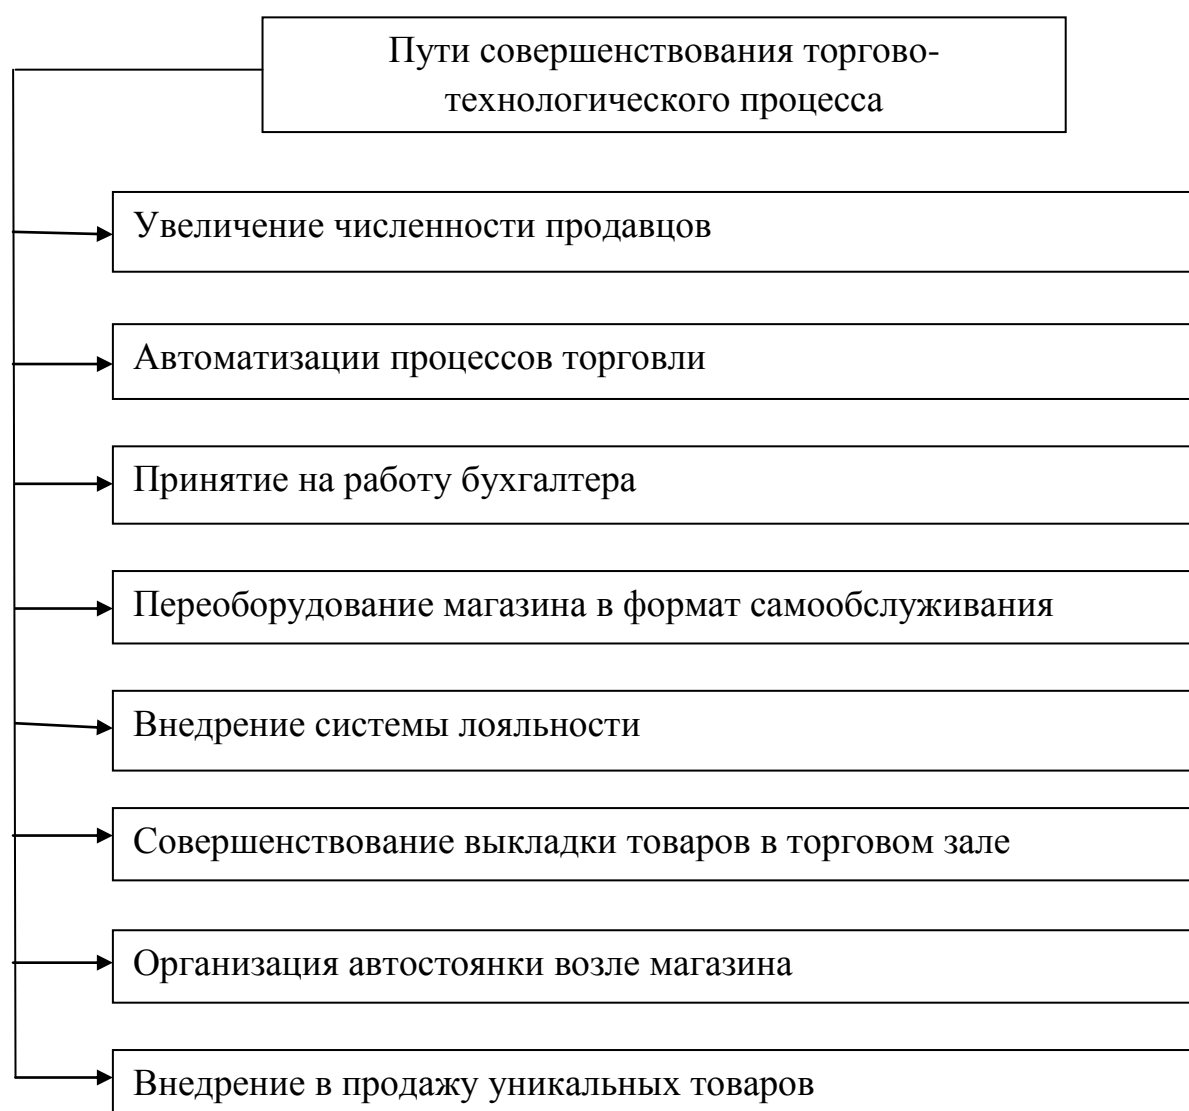 Пути совершенствования торгово-
технологического процесса
Увеличение численности продавцов
Автоматизации процессов торговли
Принятие на работу бухгалтера
Переоборудование магазина в формат самообслуживания
Внедрение системы лояльности
Совершенствование выкладки товаров в торговом зале
Организация автостоянки возле магазина
Внедрение в продажу уникальных товаров